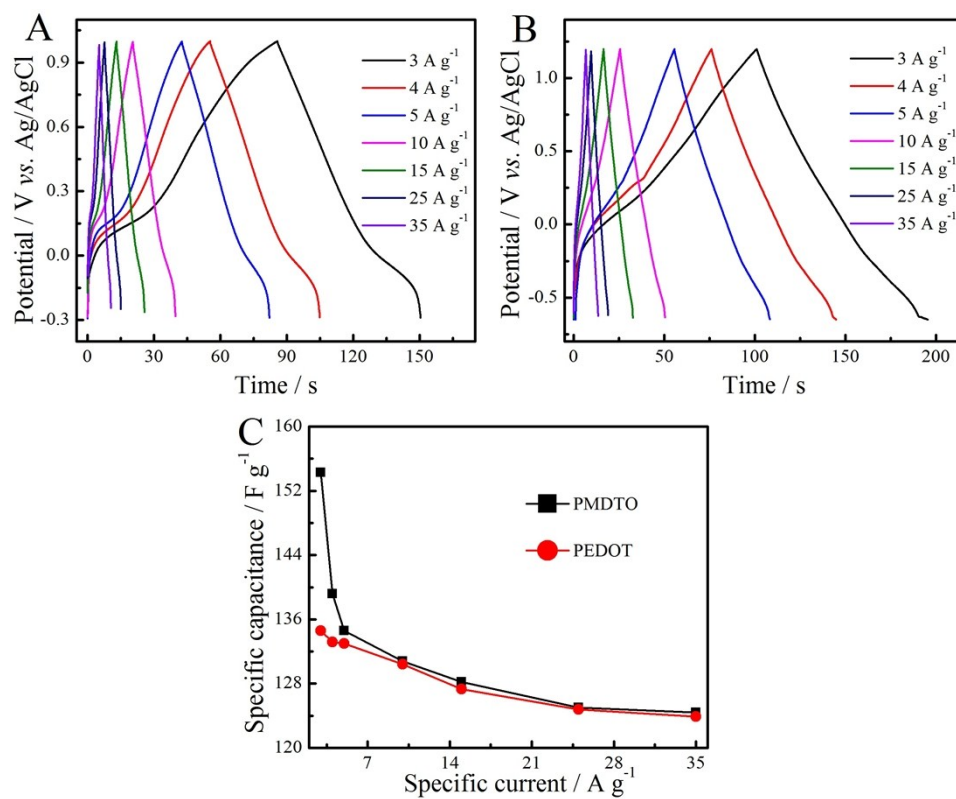 A
Potential / V vs. Ag/AgCl
0.9
0.6
0.3
0.0
-0.3
3 A g-1
4 A g-1
5 A g-1
10 A g-1
15 A g-1
25 A g-1
35 A g-1
0 30 60 90 120 150
Time / s
B
Potential / V vs. Ag/AgCl
1.0
0.5
0.0
-0.5
3 A g-1
4 A g-1
5 A g-1
10 A g-1
15 A g-1
25 A g-1
35 A g-1
0 50 100 150 200
Time / s
C
Specific capacitance / F g-1
160
152
144
136
128
120
PMDTO
PEDOT
7 14 21 28 35
Specific current / A g-1